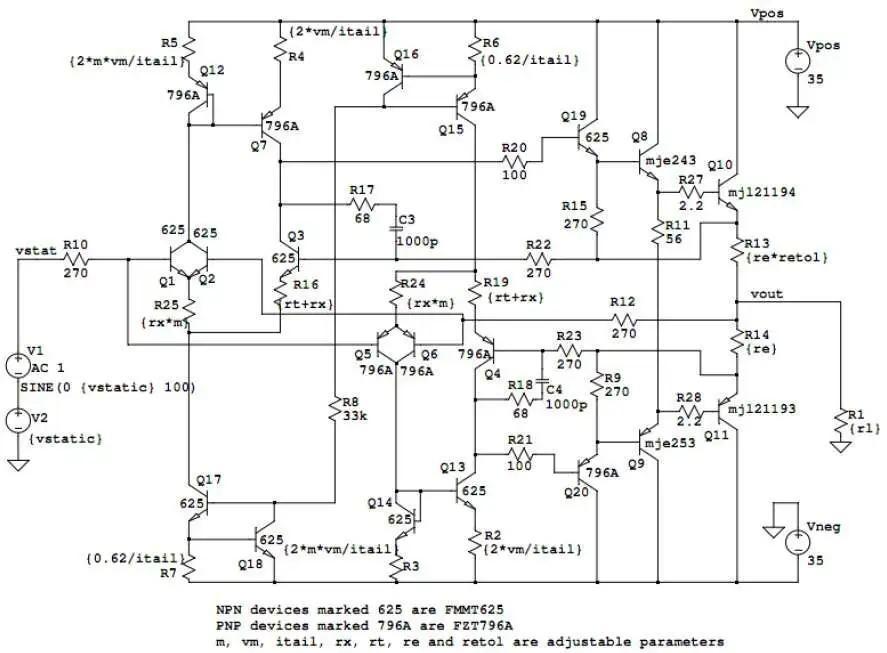 Vpos
R5
{2*m*vm/itail}
Q12
796A
{2*vm/itail}
R4
796A
Q7
Q16
796A
R6
{0.62/itail}
796A
Q15
Vpos
35
Q19
625
Q8
mje243
Q10
mjl21194
R20
100
R27
2.2
R17
68
C3
1000p
R15
270
R11
56
R13
{re*retol}
625
625
Q1
Q2
Q3
625
vstat
R10
270
R22
270
R16
{rt+rx}
R24
{rx*m}
R19
{rt+rx}
R25
{rx*m}
R12
270
vout
R14
{re}
V1
AC 1
SINE(0 {vstatic} 100)
V2
{vstatic}
Q5
796A
Q6
796A
796A
Q4
R23
270
R18
68
C4
1000p
R9
270
R28
2.2
mjl21193
Q11
R1
{rl}
R8
33k
R21
100
mje253
Q9
796A
Q20
Q17
625
Q14
625
Q13
625
625
Q18
{0.62/itail}
R7
{2*m*vm/itail}
R3
R2
{2*vm/itail}
Vneg
35
NPN devices marked 625 are FMMT625
PNP devices marked 796A are FZT796A
m, vm, itail, rx, rt, re and retol are adjustable parameters